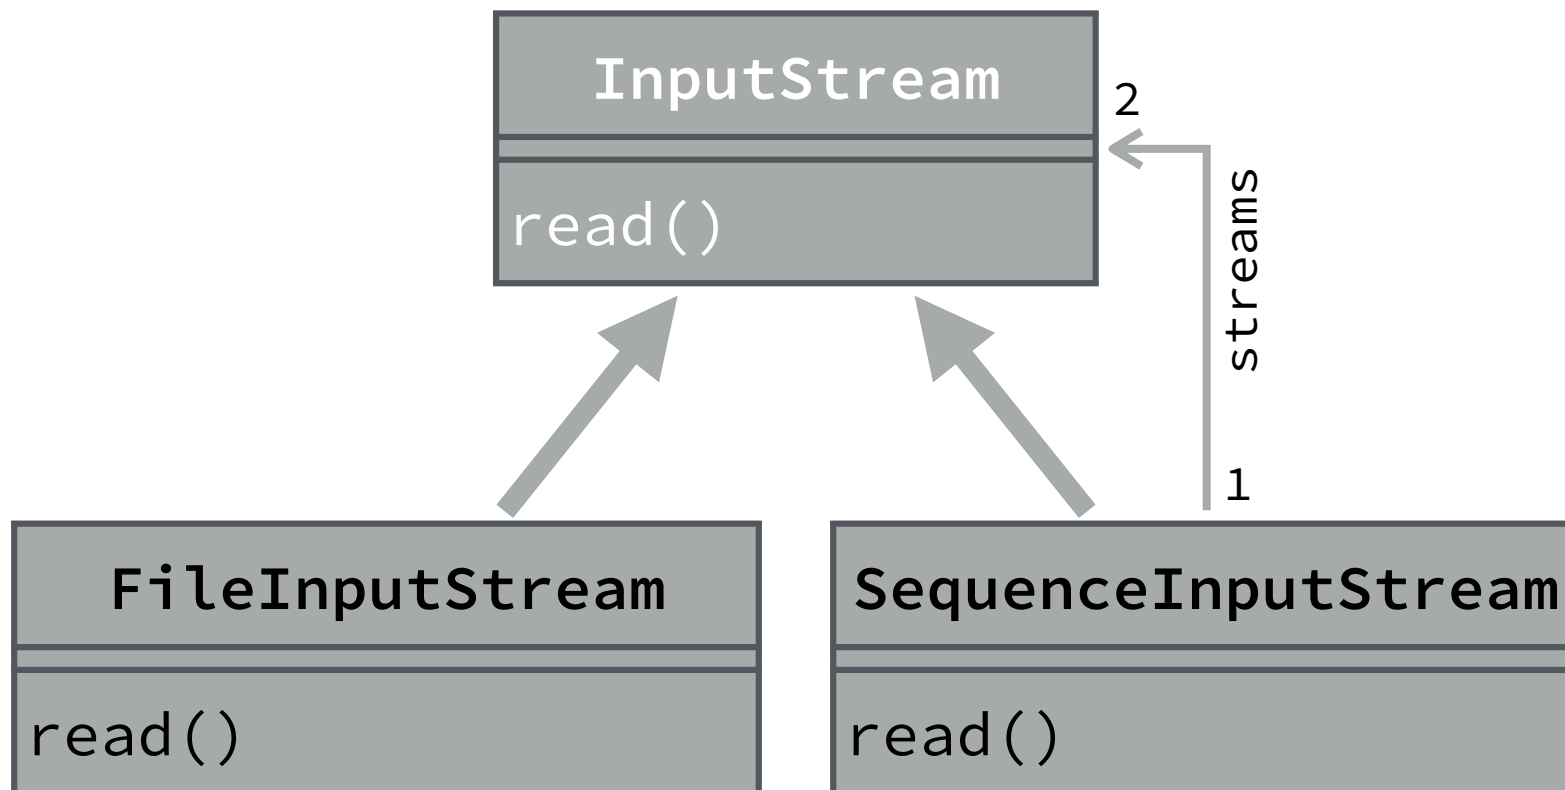 InputStream
2
read()
streams
1
FileInputStream
SequenceInputStream
read()
read()